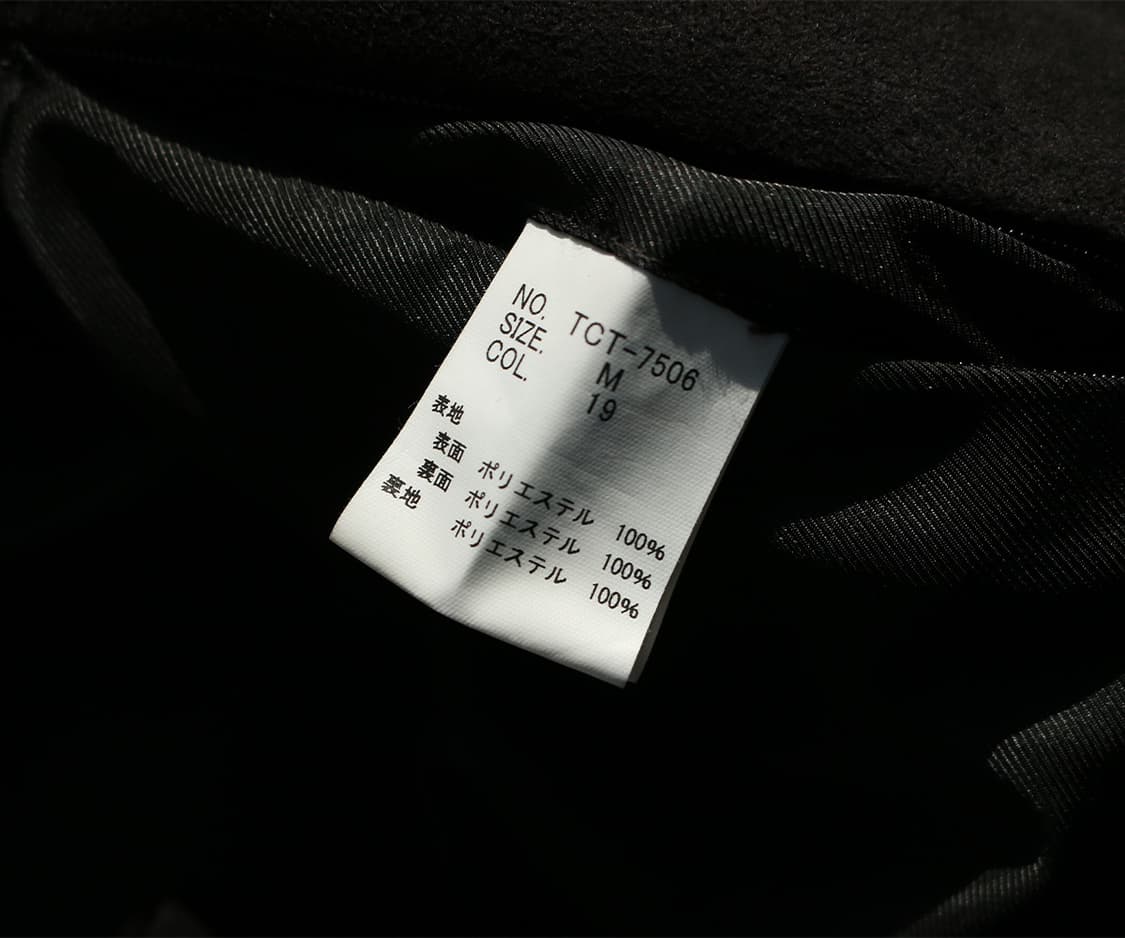 NO. TCT-7506
SIZE. M
COL. 19
表地
表面 ポリエステル 100%
裏面 ポリエステル 100%
裏地 ポリエステル 100%